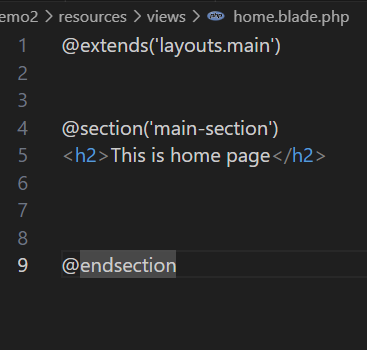 emo2 > resources > views > home.blade.php
1 @extends('layouts.main')
2
3
4 @section('main-section')
5 <h2>This is home page</h2>
6
7
8
9 @endsection